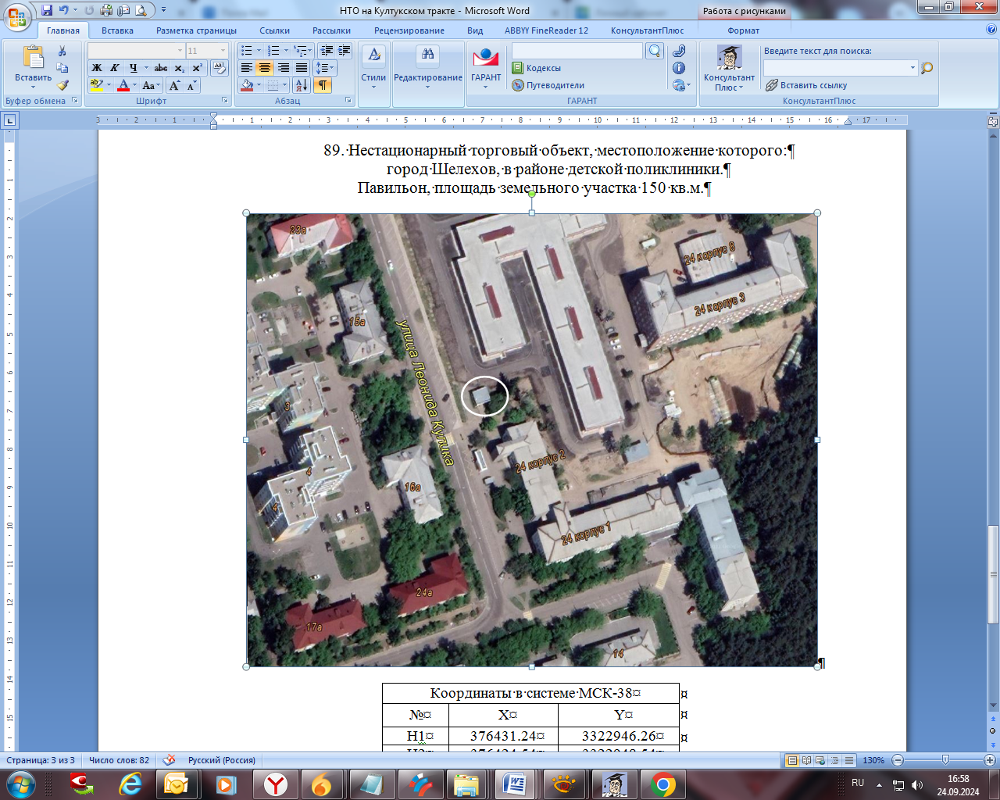 НТО на Култукском тракте - Microsoft Word
Работа с рисунками
Главная
Вставка
Разметка страницы
Ссылки
Рассылки
Рецензирование
Вид
ABBYY FineReader 12
КонсультантПлюс
Формат
Вставить
Буфер обмена
11
Ж К Ч abc x₂ x² Aa
Шрифт
Абзац
Стили
Редактирование
ГАРАНТ
Кодексы
Путеводители
ГАРАНТ
Консультант Плюс
Введите текст для поиска:
Вставить ссылку
КонсультантПлюс
3 2 1 1 2 3 4 5 6 7 8 9 10 11 12 13 14 15 16 17
89. Нестационарный торговый объект, местоположение которого:¶
город Шелехов, в районе детской поликлиники.¶
Павильон, площадь земельного участка 150 кв.м.¶
23а
24 корпус 8
24 корпус 3
15а
улица Леонида Кулика
3
4
24 корпус 2
16а
4
24 корпус 1
24а
17а
14
¶
Координаты в системе МСК-38¤
№¤ X¤ Y¤
Н1¤ 376431.24¤ 3322946.26¤
Страница: 3 из 3
Число слов: 82
Русский (Россия)
130%
RU
16:58
24.09.2024